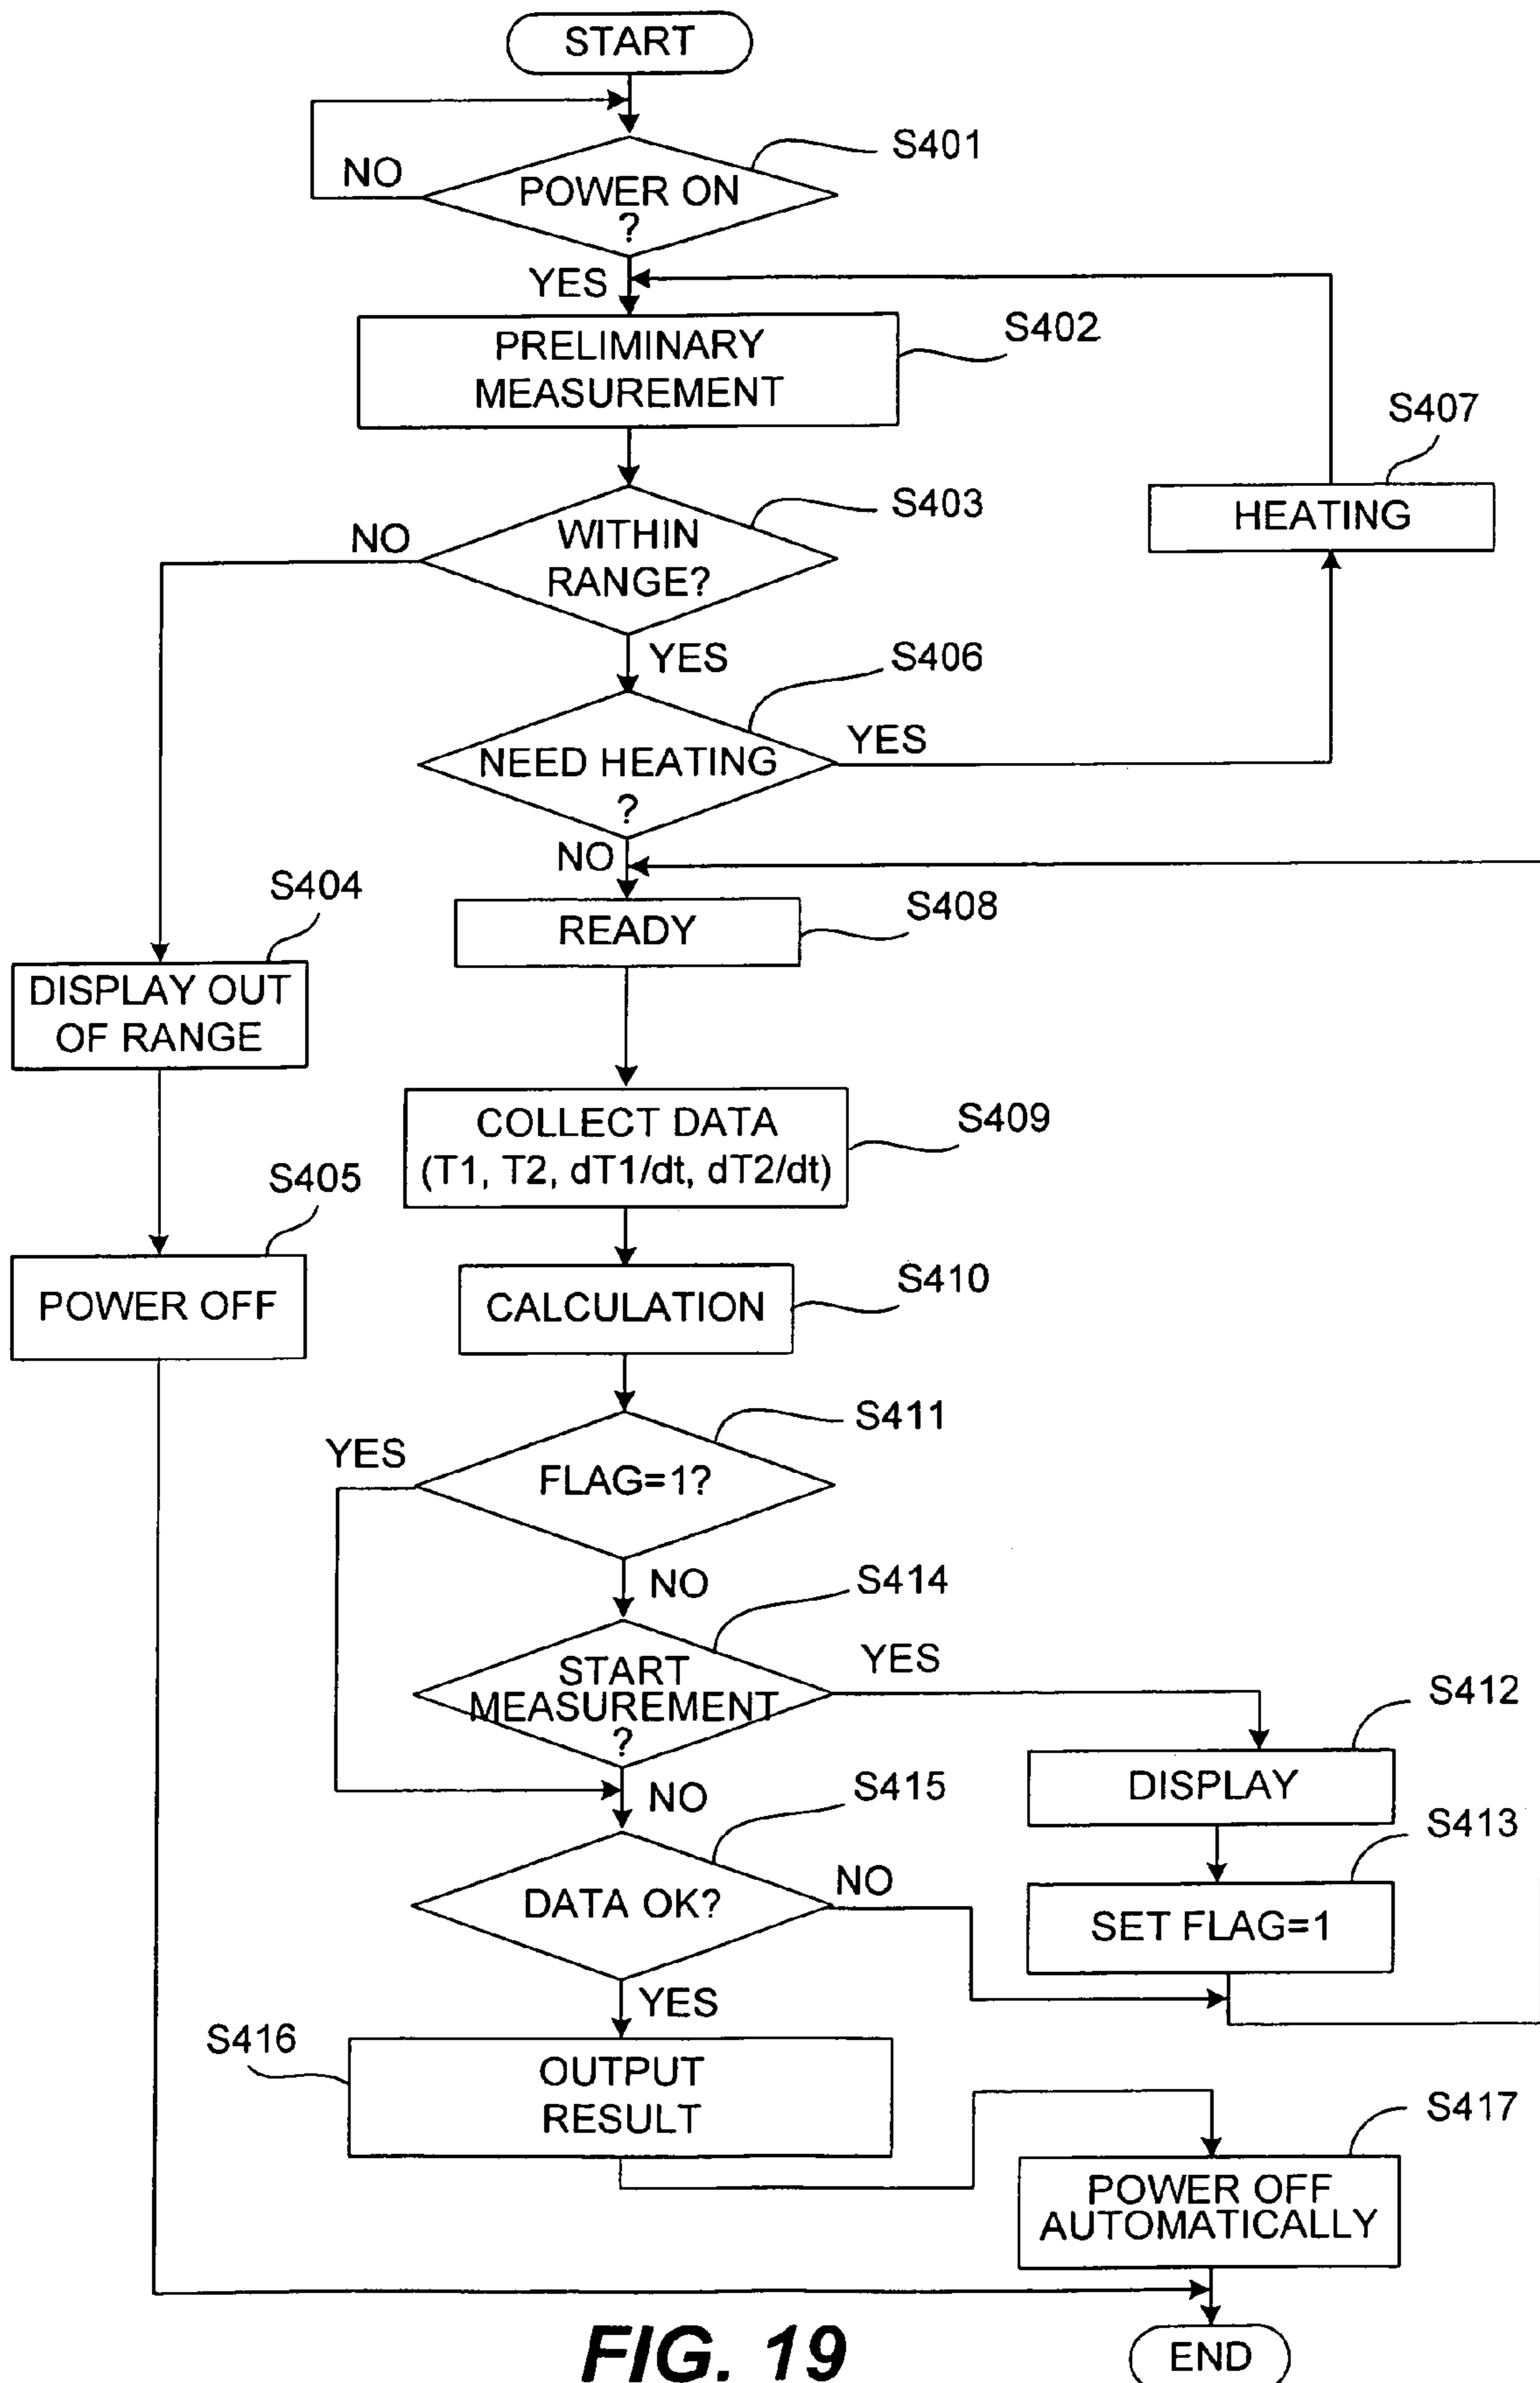 START
S401
NO
POWER ON
?
YES
S402
PRELIMINARY
MEASUREMENT
S407
HEATING
S403
NO
WITHIN
RANGE?
YES
S406
NEED HEATING
?
YES
NO
S404
DISPLAY OUT
OF RANGE
S408
READY
S409
COLLECT DATA
(T1, T2, dT1/dt, dT2/dt)
S405
POWER OFF
S410
CALCULATION
S411
YES
FLAG=1?
NO
S414
START
MEASUREMENT
?
YES
S412
DISPLAY
NO
S415
S413
DATA OK?
NO
SET FLAG=1
YES
S416
OUTPUT
RESULT
S417
POWER OFF
AUTOMATICALLY
END
FIG. 19